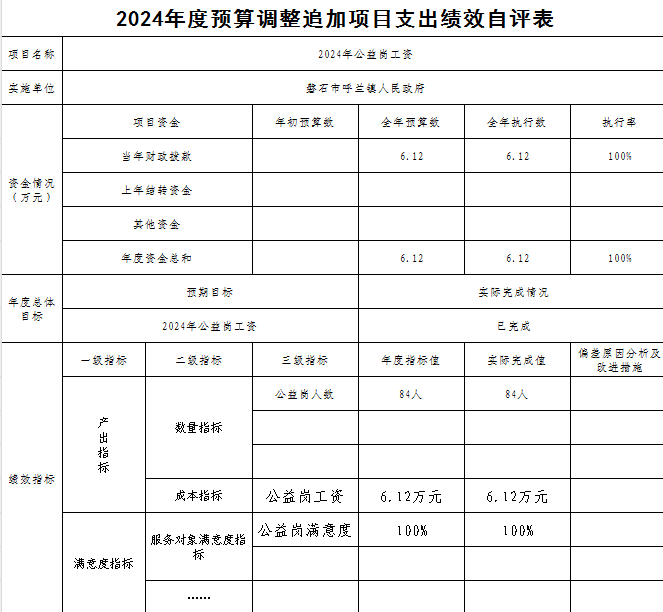 2024年度预算调整追加项目支出绩效自评表
项目名称 2024年公益岗工资
实施单位 磐石市呼兰镇人民政府
资金情况
（万元）
项目资金 年初预算数 全年预算数 全年执行数 执行率
当年财政拨款 6.12 6.12 100%
上年结转资金
其他资金
年度资金总和 6.12 6.12 100%
年度总体
目标
预期目标 实际完成情况
2024年公益岗工资 已完成
绩效指标
一级指标 二级指标 三级指标 年度指标值 实际完成值 偏差原因分析及
改进措施
产
出
指
标
数量指标
公益岗人数 84人 84人
成本指标 公益岗工资 6.12万元 6.12万元
满意度指标
服务对象满意度指
标
公益岗满意度 100% 100%
……